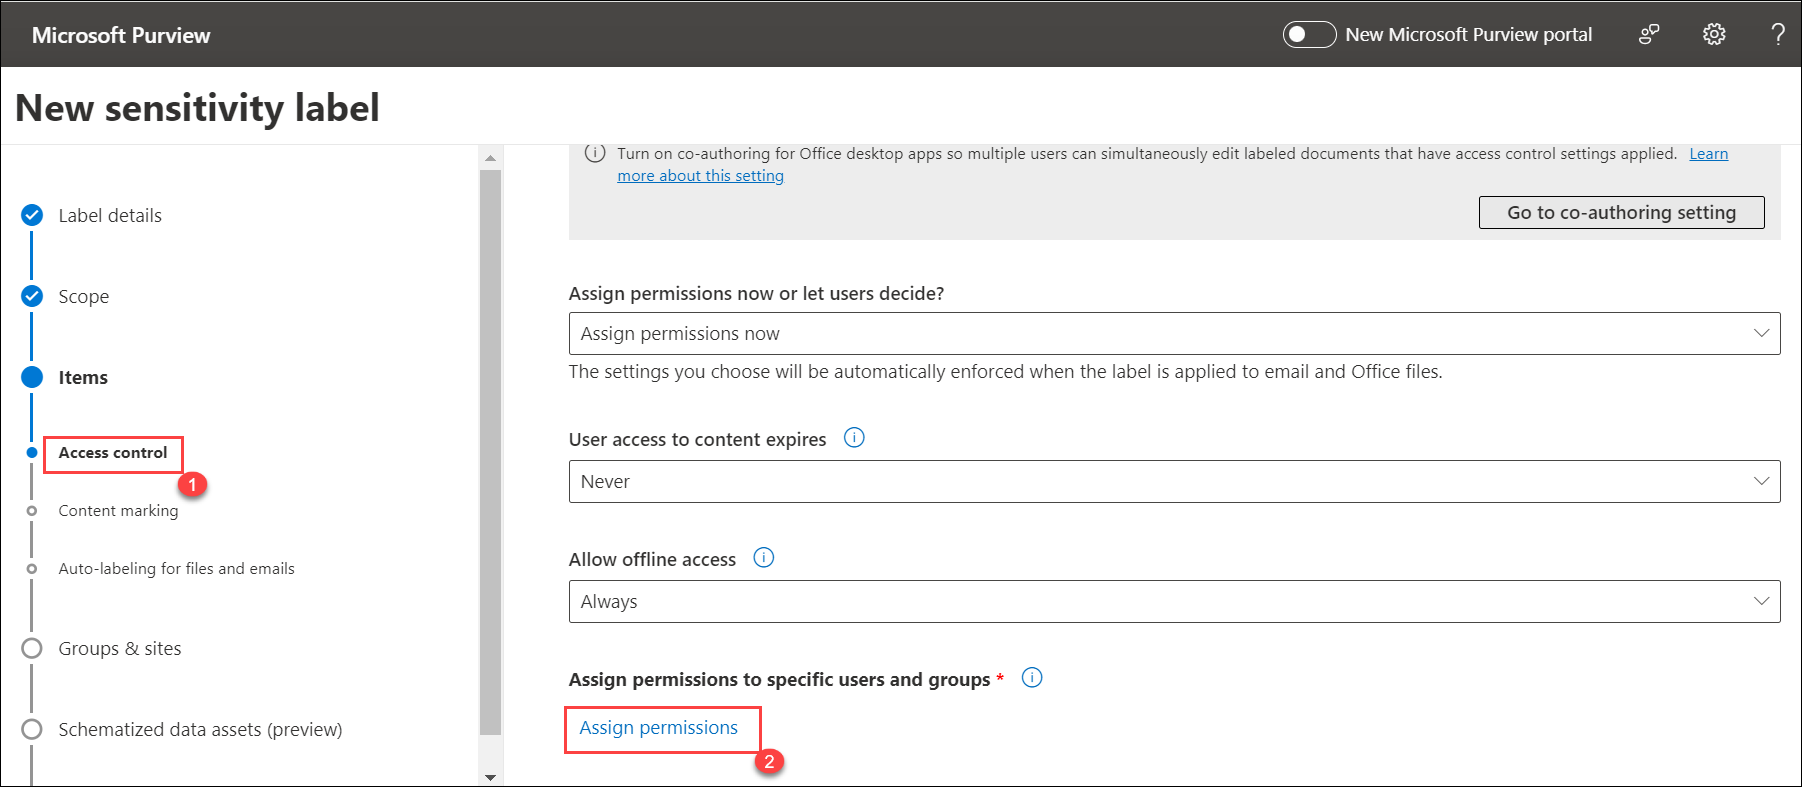 Microsoft Purview
New Microsoft Purview portal
?
New sensitivity label
Label details
Scope
Items
Access control
1
Content marking
Auto-labeling for files and emails
Groups & sites
Schematized data assets (preview)
Turn on co-authoring for Office desktop apps so multiple users can simultaneously edit labeled documents that have access control settings applied. Learn
more about this setting
Go to co-authoring setting
Assign permissions now or let users decide?
Assign permissions now
The settings you choose will be automatically enforced when the label is applied to email and Office files.
User access to content expires
Never
Allow offline access
Always
Assign permissions to specific users and groups *
Assign permissions
2